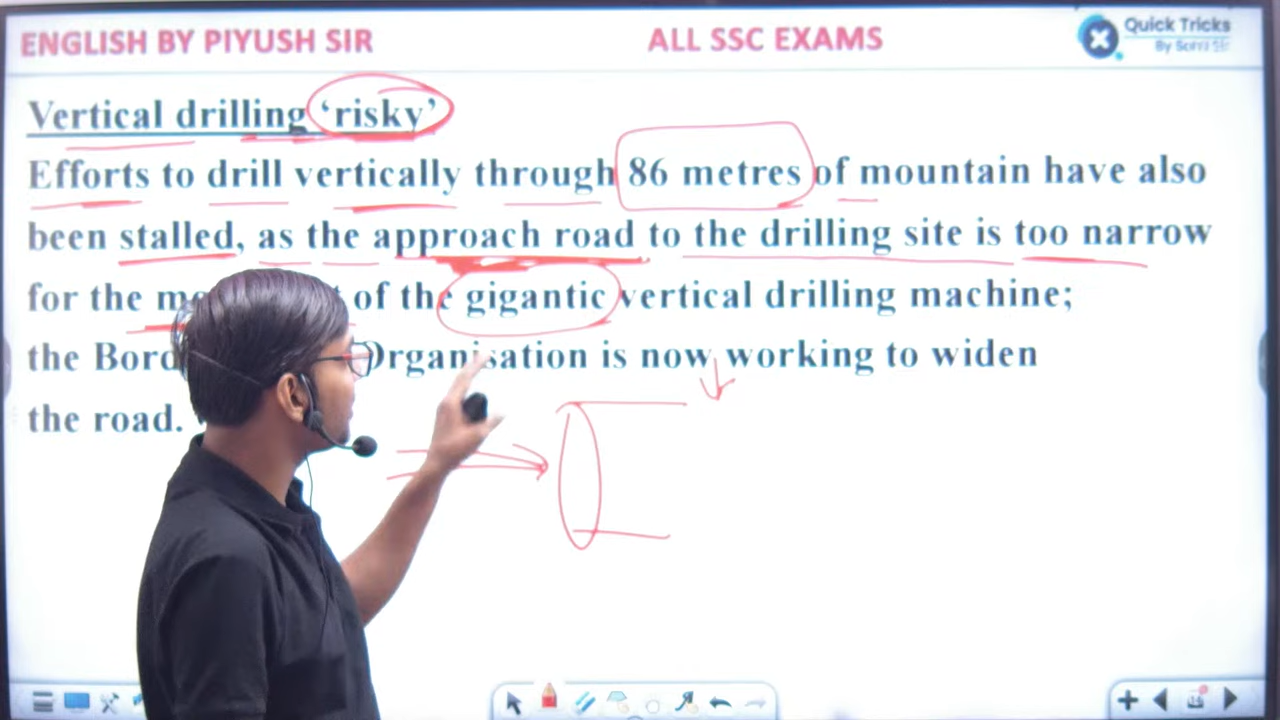 ENGLISH BY PIYUSH SIR
ALL SSC EXAMS
Quick Tricks
Vertical drilling ‘risky’
Efforts to drill vertically through 86 metres of mountain have also
been stalled, as the approach road to the drilling site is too narrow
for the of the gigantic vertical drilling machine;
the Organisation is now working to widen
the road.